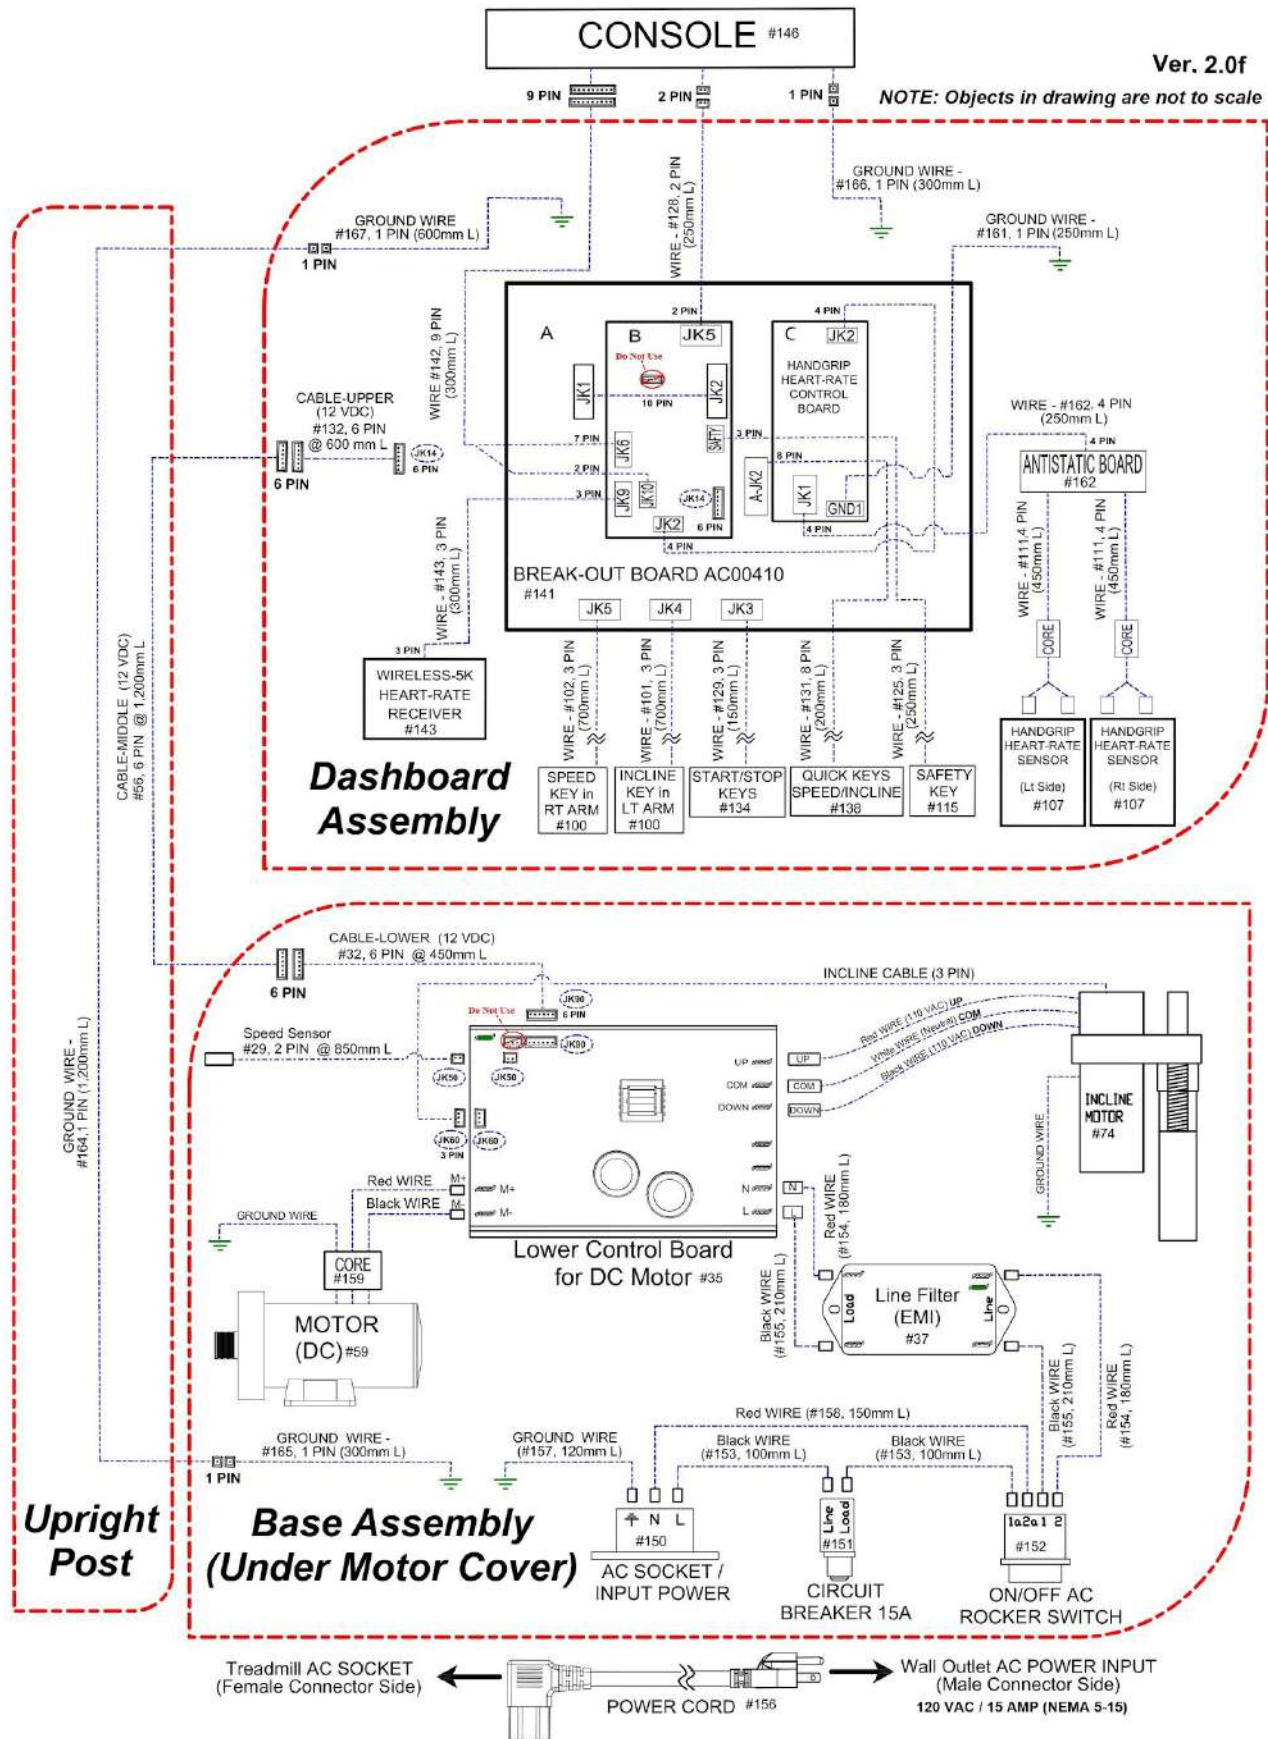 CONSOLE #146
Ver. 2.0f
9 PIN
2 PIN
1 PIN
NOTE: Objects in drawing are not to scale
GROUND WIRE -
#166, 1 PIN (300mm L)
GROUND WIRE
#167, 1 PIN (600mm L)
1 PIN
WIRE - #128, 2 PIN
(250mm L)
GROUND WIRE -
#161, 1 PIN (250mm L)
WIRE #142, 9 PIN
(300mm L)
2 PIN
4 PIN
A
B
JK5
C
JK2
Do Not Use
HANDGRIP
HEART-RATE
CONTROL
BOARD
JK1
JK2
10 PIN
CABLE-UPPER
(12 VDC)
#132, 6 PIN
@ 600 mm L
JK14
6 PIN
6 PIN
7 PIN
JK6
SAFTY
3 PIN
2 PIN
8 PIN
3 PIN
JK9
JK10
JK14
6 PIN
A-JK2
JK1
GND1
JK2
4 PIN
4 PIN
WIRE - #162, 4 PIN
(250mm L)
4 PIN
ANTISTATIC BOARD
#162
WIRE - #111,4 PIN
(450mm L)
WIRE - #111, 4 PIN
(450mm L)
CORE
CORE
BREAK-OUT BOARD AC00410
#141
JK5
JK4
JK3
WIRE - #143, 3 PIN
(300mm L)
3 PIN
WIRELESS-5K
HEART-RATE
RECEIVER
#143
WIRE - #102, 3 PIN
(700mm L)
WIRE - #101, 3 PIN
(700mm L)
WIRE - #129, 3 PIN
(150mm L)
WIRE - #131, 8 PIN
(200mm L)
WIRE - #125, 3 PIN
(250mm L)
SPEED
KEY in
RT ARM
#100
INCLINE
KEY in
LT ARM
#100
START/STOP
KEYS
#134
QUICK KEYS
SPEED/INCLINE
#138
SAFETY
KEY
#115
HANDGRIP
HEART-RATE
SENSOR
(Lt Side)
#107
HANDGRIP
HEART-RATE
SENSOR
(Rt Side)
#107
Dashboard
Assembly
CABLE-MIDDLE (12 VDC)
#56, 6 PIN @ 1,200mm L
GROUND WIRE -
#164,1 PIN (1,200mm L)
CABLE-LOWER (12 VDC)
#32, 6 PIN @ 450mm L
6 PIN
INCLINE CABLE (3 PIN)
JK90
6 PIN
Do Not Use
JK90
Speed Sensor
#29, 2 PIN @ 850mm L
JK50
JK50
Red WIRE (110 VAC) UP
White WIRE (Neutral) COM
Black WIRE (110 VAC) DOWN
UP
UP
COM
COM
DOWN
DOWN
INCLINE
MOTOR
#74
GROUND WIRE
JK60
3 PIN
JK60
Red WIRE
M+
M+
Black WIRE
M-
M-
N
N
L
L
GROUND WIRE
CORE
#159
MOTOR
(DC) #59
Lower Control Board
for DC Motor #35
Red WIRE
(#154, 180mm L)
Black WIRE
(#155, 210mm L)
Load
Line Filter
(EMI)
#37
Line
Black WIRE
(#155, 210mm L)
Red WIRE
(#154, 180mm L)
Red WIRE (#158, 150mm L)
GROUND WIRE -
#165, 1 PIN (300mm L)
1 PIN
GROUND WIRE
(#157, 120mm L)
Black WIRE
(#153, 100mm L)
Black WIRE
(#153, 100mm L)
N
L
#150
AC SOCKET /
INPUT POWER
Line
Load
#151
CIRCUIT
BREAKER 15A
1a 2a 1 2
#152
ON/OFF AC
ROCKER SWITCH
Upright
Post
Base Assembly
(Under Motor Cover)
Treadmill AC SOCKET
(Female Connector Side)
POWER CORD #156
Wall Outlet AC POWER INPUT
(Male Connector Side)
120 VAC / 15 AMP (NEMA 5-15)